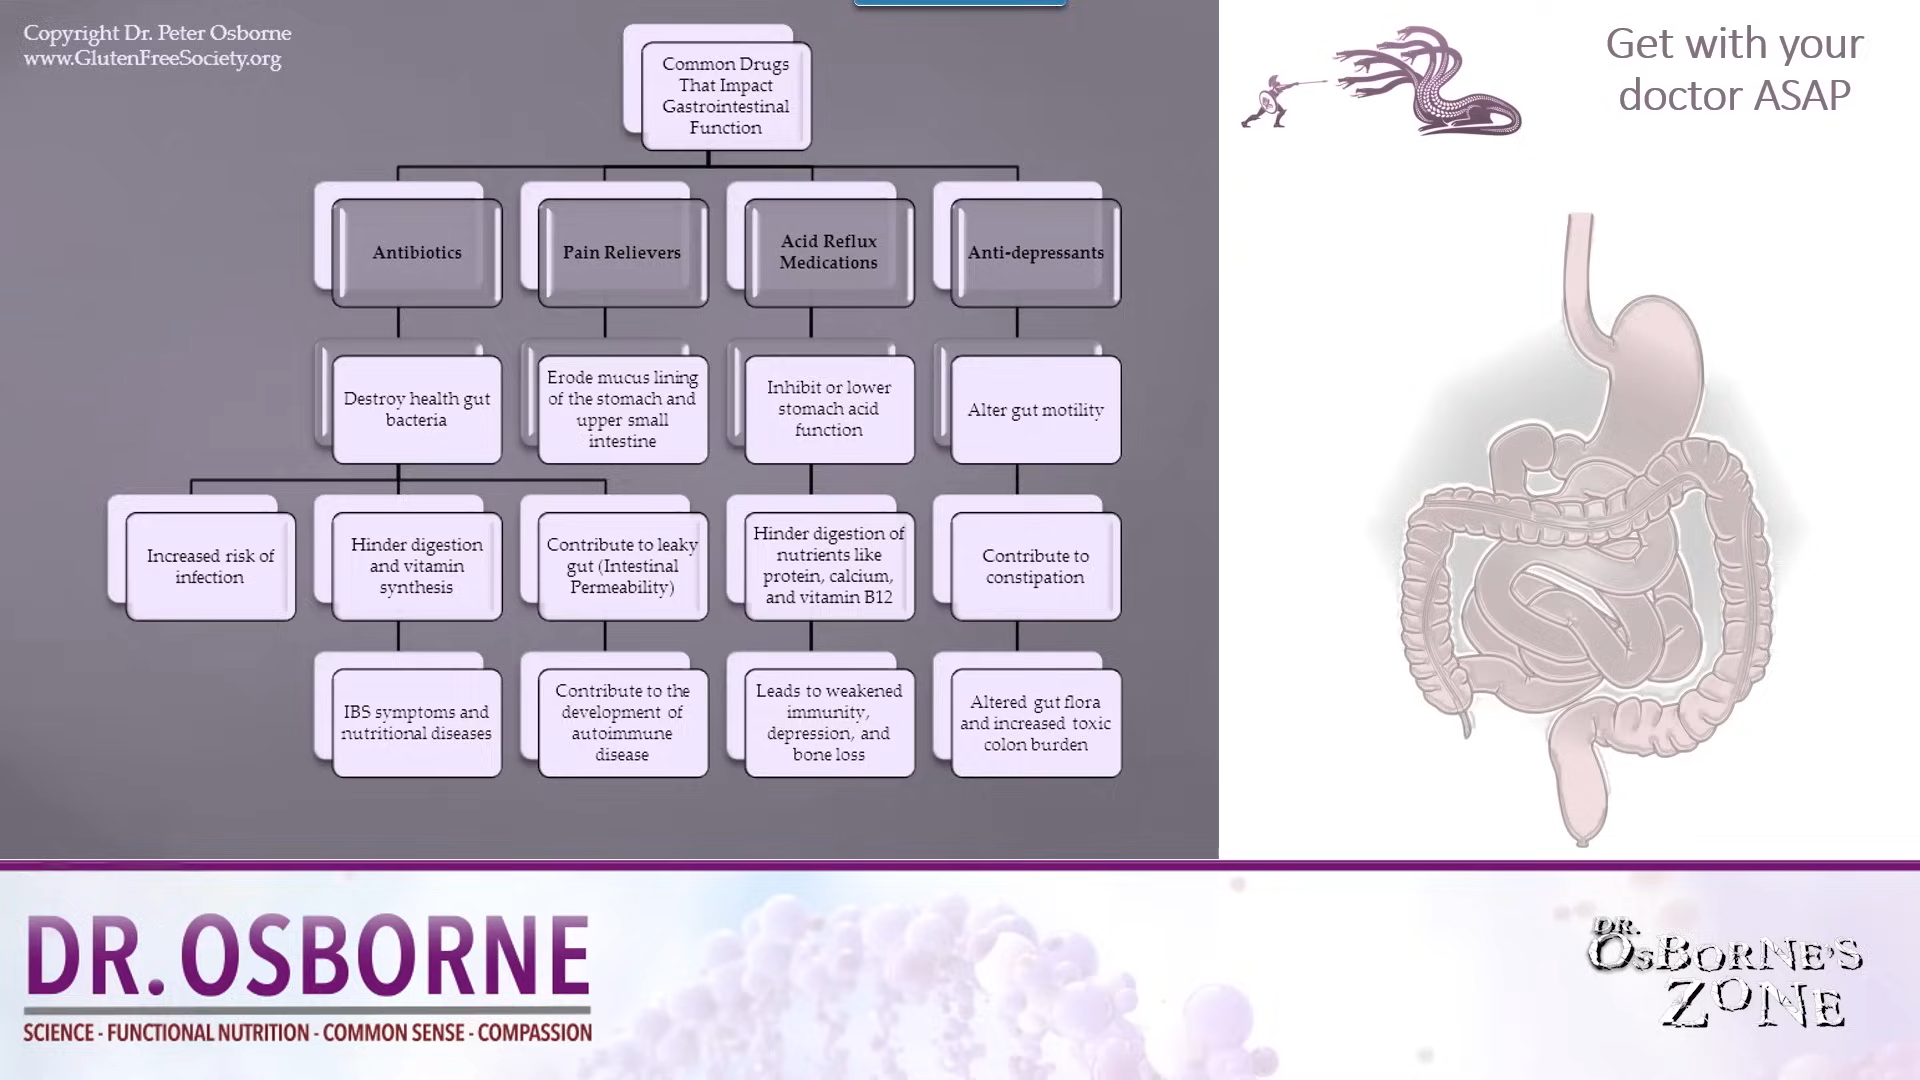 Copyright Dr. Peter Osborne
www.GlutenFreeSociety.org
Common Drugs
That Impact
Gastrointestinal
Function
Antibiotics
Pain Relievers
Acid Reflux
Medications
Anti-depressants
Destroy health gut
bacteria
Erode mucus lining
of the stomach and
upper small
intestine
Inhibit or lower
stomach acid
function
Alter gut motility
Increased risk of
infection
Hinder digestion
and vitamin
synthesis
Contribute to leaky
gut (Intestinal
Permeability)
Hinder digestion of
nutrients like
protein, calcium,
and vitamin B12
Contribute to
constipation
IBS symptoms and
nutritional diseases
Contribute to the
development of
autoimmune
disease
Leads to weakened
immunity,
depression, and
bone loss
Altered gut flora
and increased toxic
colon burden
Get with your
doctor ASAP
DR. OSBORNE
SCIENCE - FUNCTIONAL NUTRITION - COMMON SENSE - COMPASSION
DR.
OSBORNE'S
ZONE